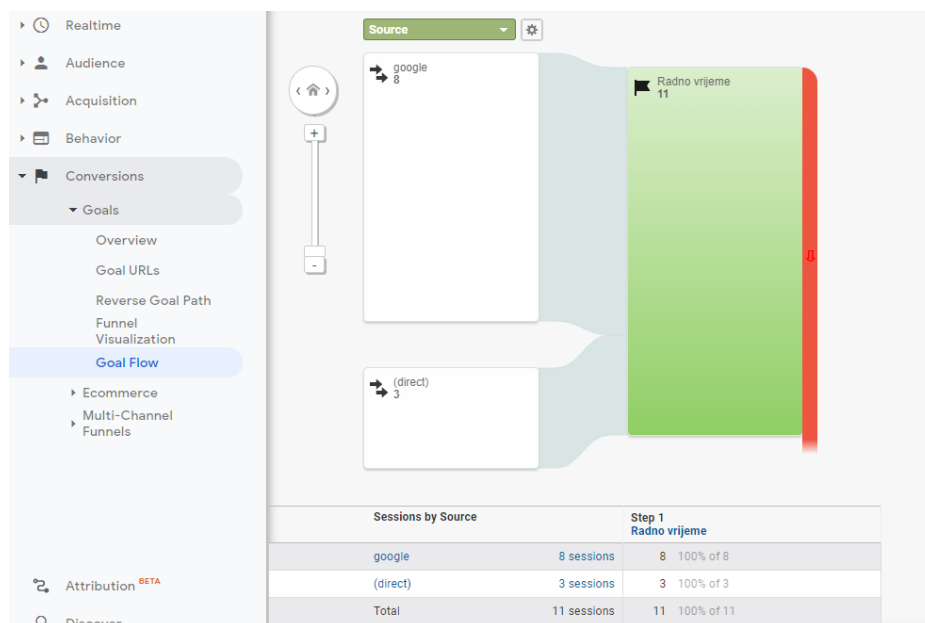 Realtime
Audience
Acquisition
Behavior
Conversions
Goals
Overview
Goal URLs
Reverse Goal Path
Funnel
Visualization
Goal Flow
Ecommerce
Multi-Channel
Funnels
Attribution BETA
Discover
Source
google
8
(direct)
3
Radno vrijeme
11
+
-
Sessions by Source
Step 1
Radno vrijeme
google 8 sessions 8 100% of 8
(direct) 3 sessions 3 100% of 3
Total 11 sessions 11 100% of 11